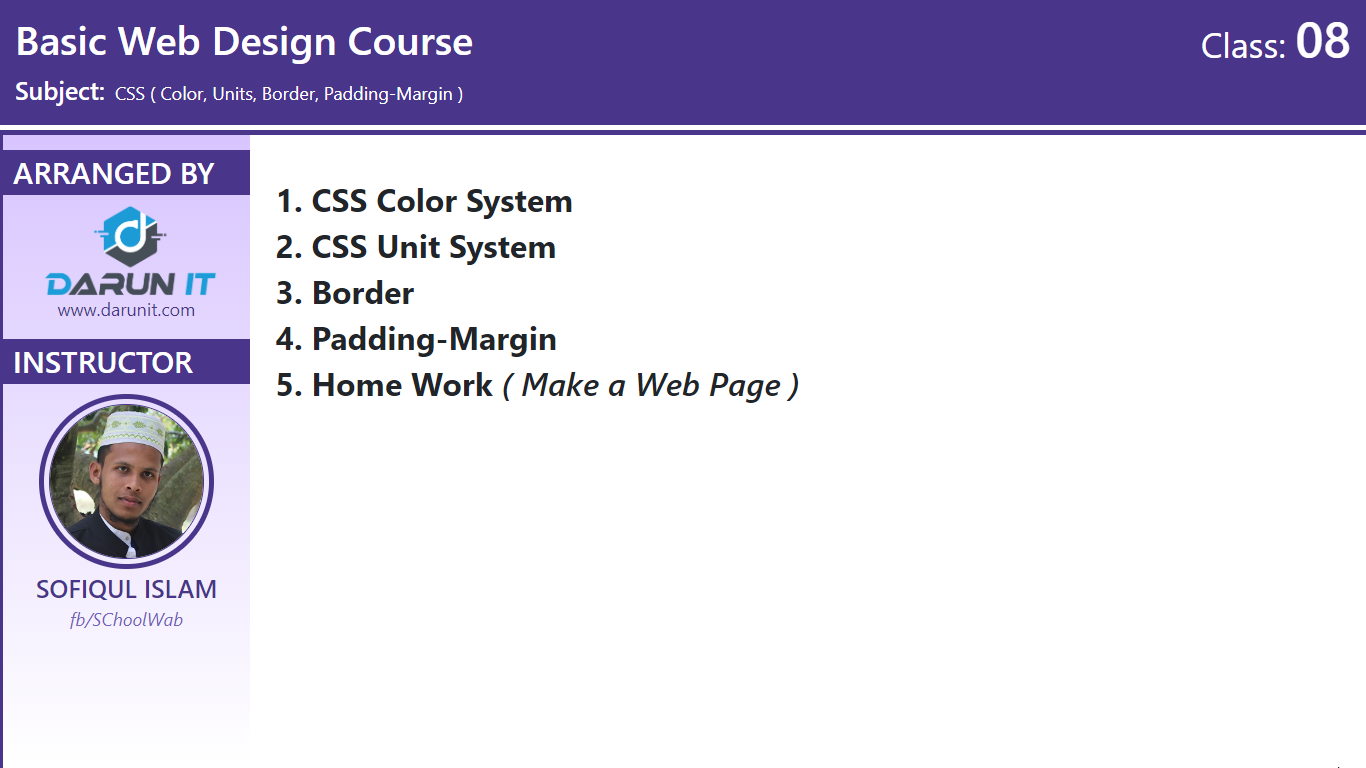 Basic Web Design Course
Class: 08
Subject: CSS ( Color, Units, Border, Padding-Margin )
ARRANGED BY
DARUN IT
www.darunit.com
INSTRUCTOR
SOFIQUL ISLAM
fb/SChoolWab
1. CSS Color System
2. CSS Unit System
3. Border
4. Padding-Margin
5. Home Work ( Make a Web Page )